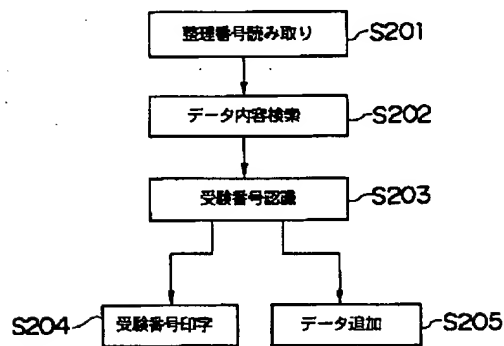 整理番号読み取り S201
データ内容検索 S202
受験番号認識 S203
S204 受験番号印字
データ追加 S205